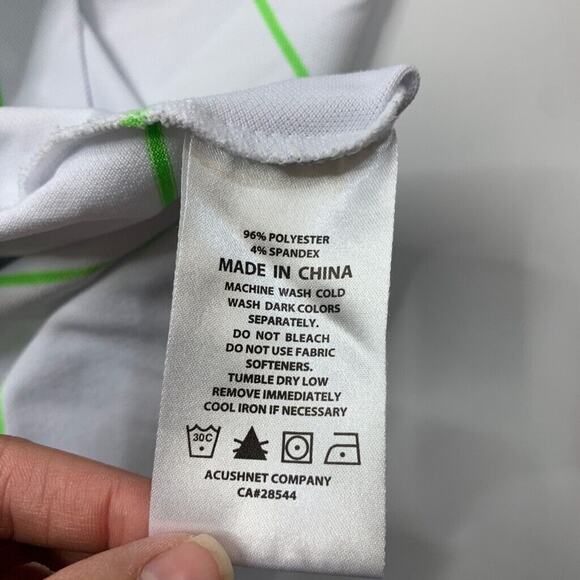 96% POLYESTER
4% SPANDEX
MADE IN CHINA
MACHINE WASH COLD
WASH DARK COLORS
SEPARATELY.
DO NOT BLEACH
DO NOT USE FABRIC
SOFTENERS.
TUMBLE DRY LOW
REMOVE IMMEDIATELY
COOL IRON IF NECESSARY
30C
ACUSHNET COMPANY
CA#28544